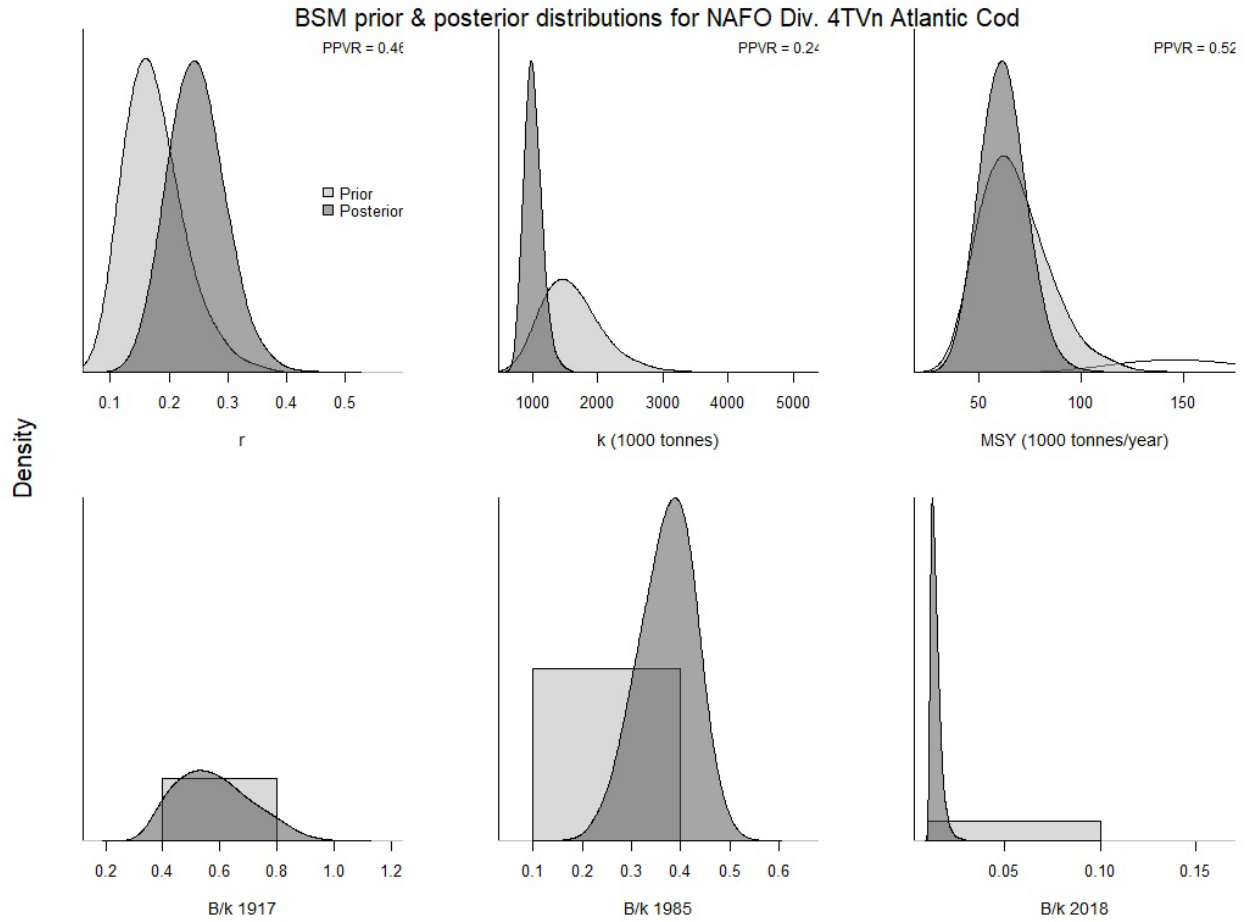 BSM prior & posterior distributions for NAFO Div. 4TVn Atlantic Cod
PPVR = 0.46
PPVR = 0.24
PPVR = 0.52
Prior
Posterior
0.1 0.2 0.3 0.4 0.5
1000 2000 3000 4000 5000
50 100 150
r
k (1000 tonnes)
MSY (1000 tonnes/year)
Density
0.2 0.4 0.6 0.8 1.0 1.2
0.1 0.2 0.3 0.4 0.5 0.6
0.05 0.10 0.15
B/k 1917
B/k 1985
B/k 2018